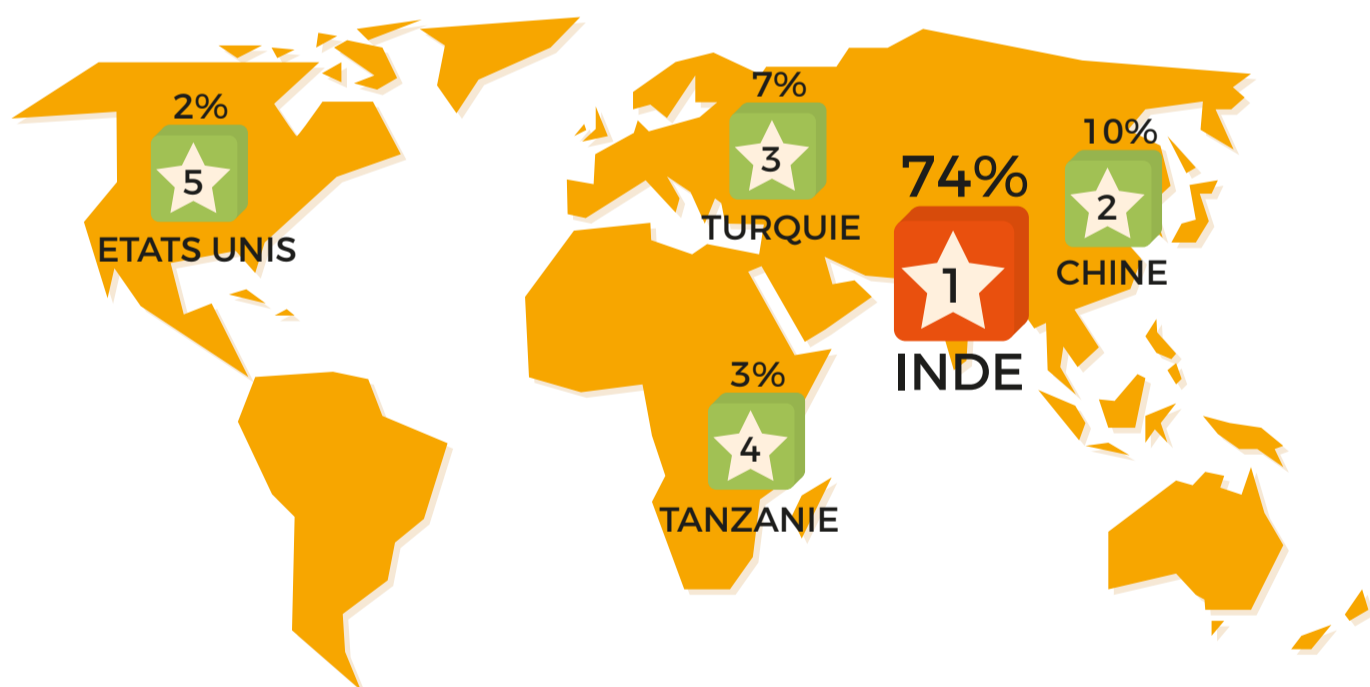 2%
5
ETATS UNIS
7%
3
TURQUIE
74%
1
INDE
10%
2
CHINE
3%
4
TANZANIE